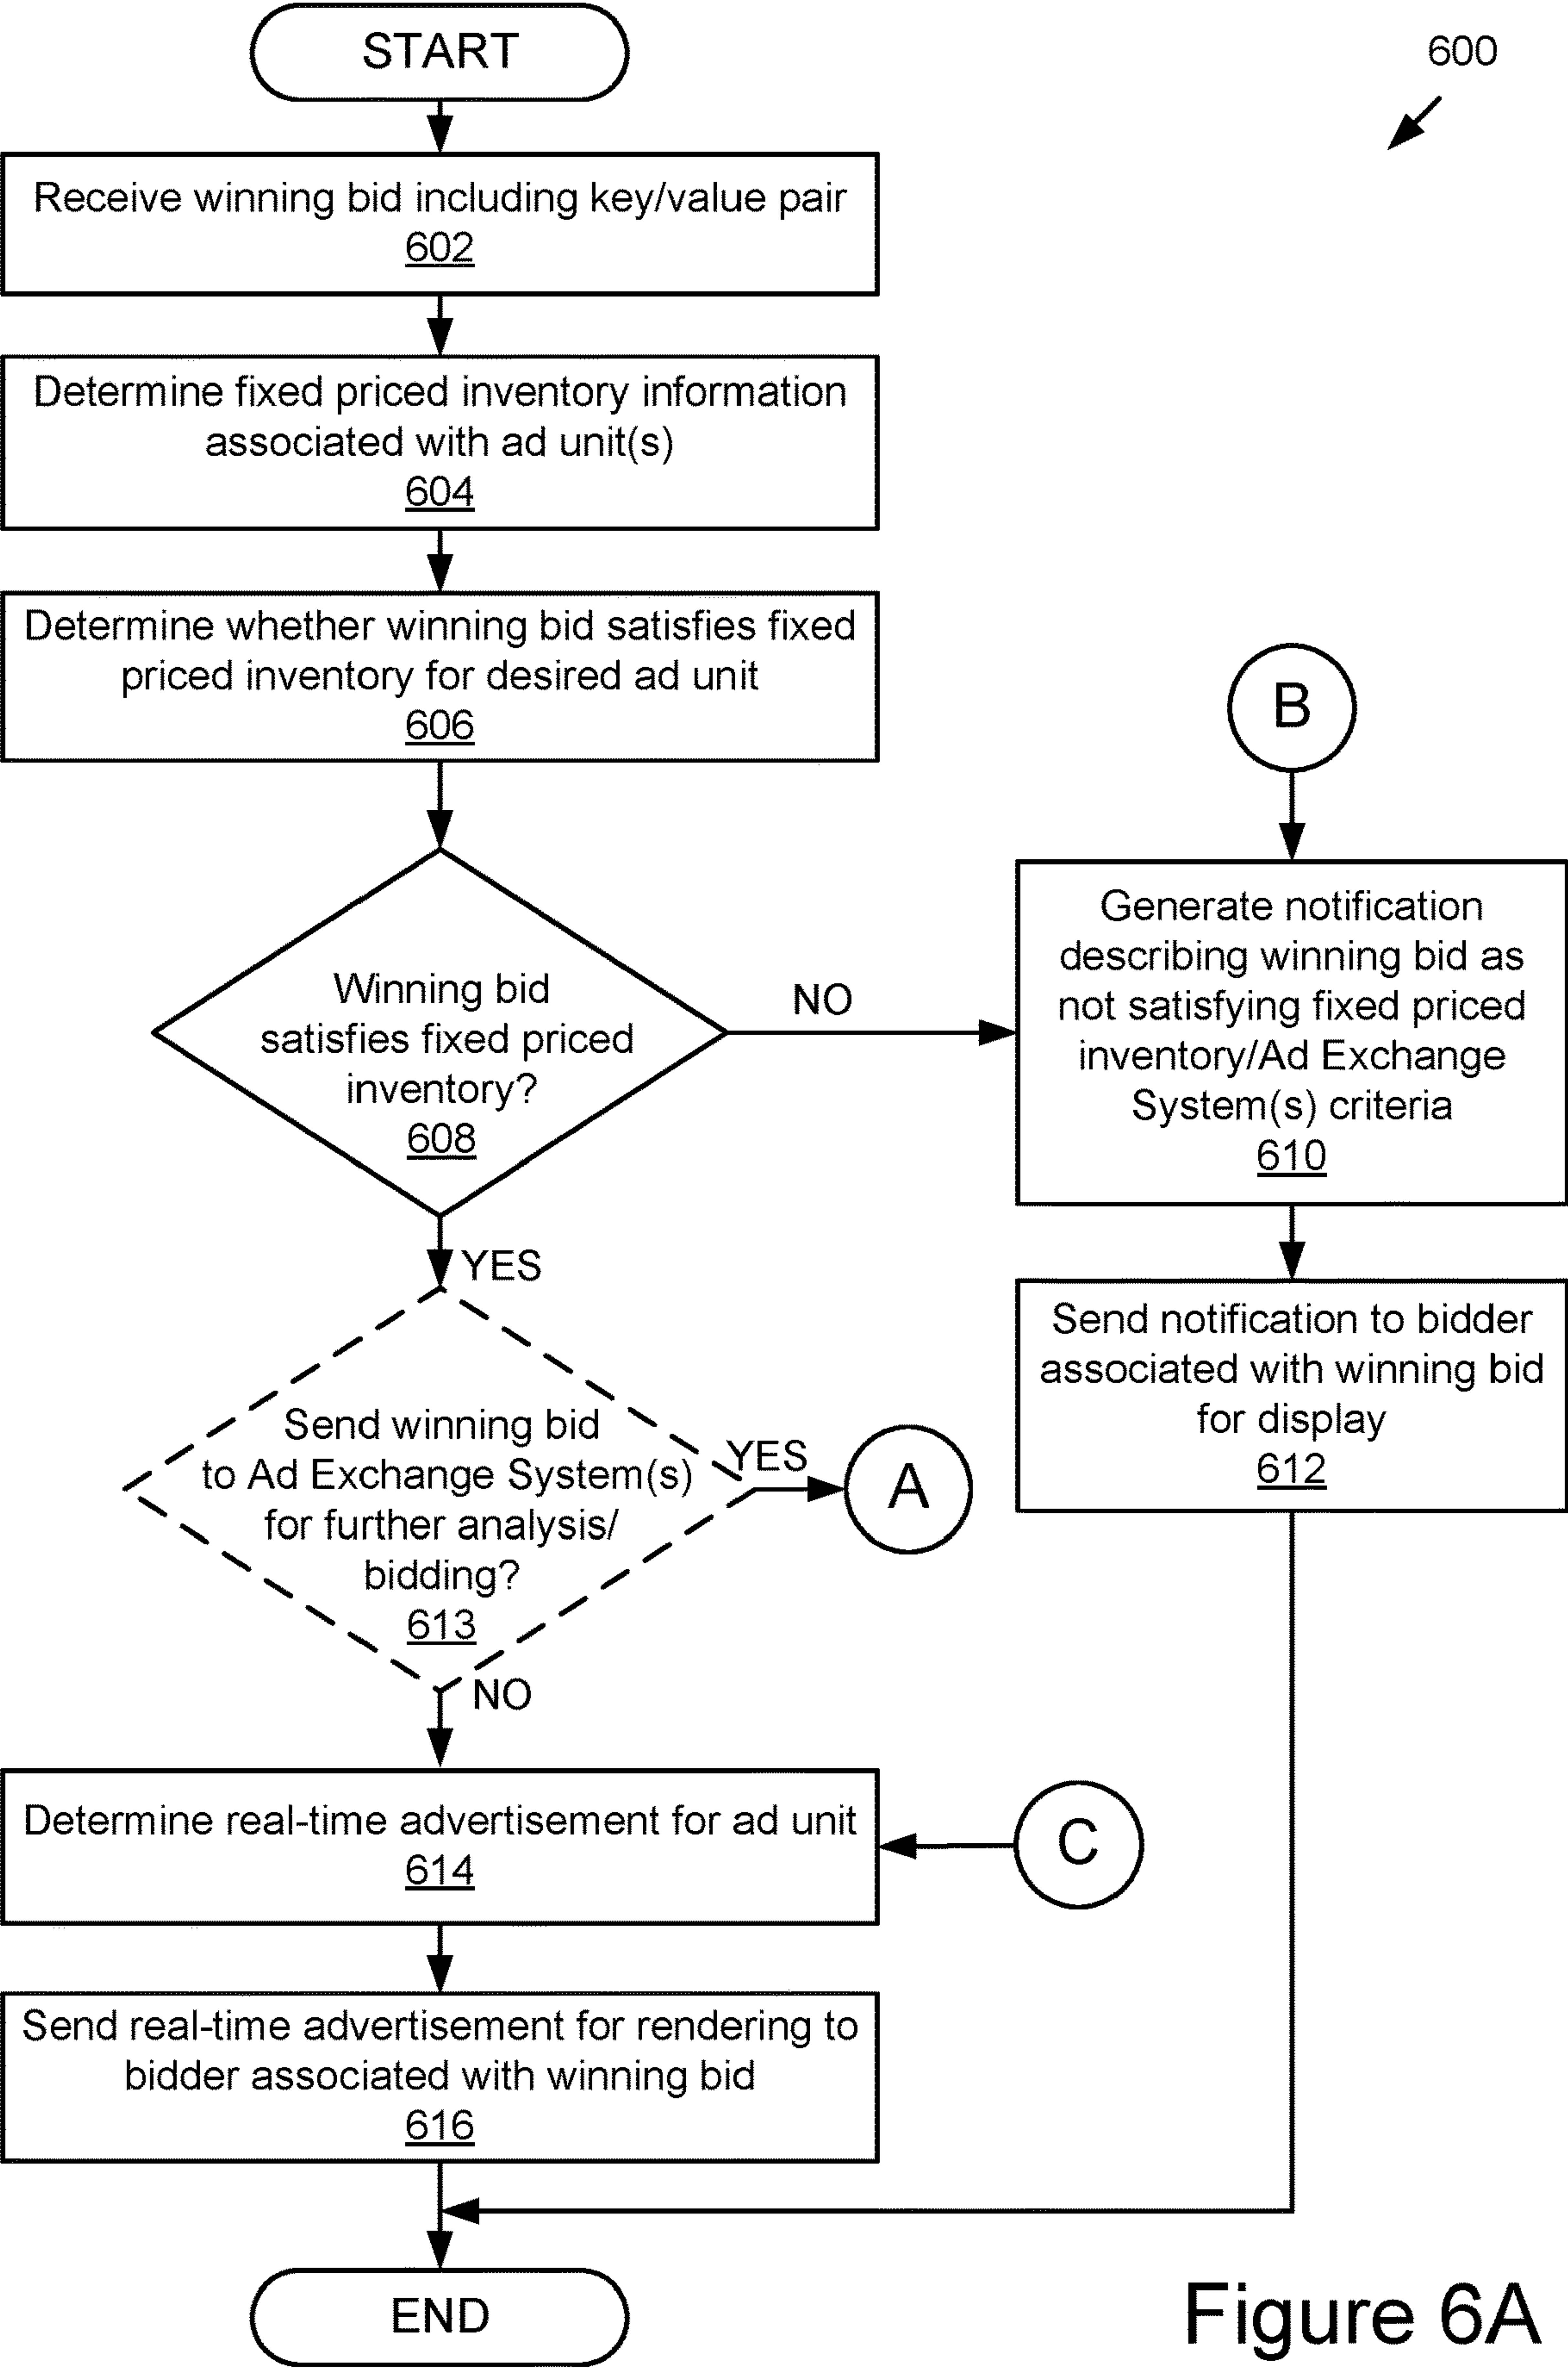 START
600
Receive winning bid including key/value pair
602
Determine fixed priced inventory information
associated with ad unit(s)
604
Determine whether winning bid satisfies fixed
priced inventory for desired ad unit
606
B
Winning bid
satisfies fixed priced
inventory?
608
NO
Generate notification
describing winning bid as
not satisfying fixed priced
inventory/Ad Exchange
System(s) criteria
610
YES
Send notification to bidder
associated with winning bid
for display
612
Send winning bid
to Ad Exchange System(s)
for further analysis/
bidding?
613
YES
A
NO
Determine real-time advertisement for ad unit
614
C
Send real-time advertisement for rendering to
bidder associated with winning bid
616
END
Figure 6A